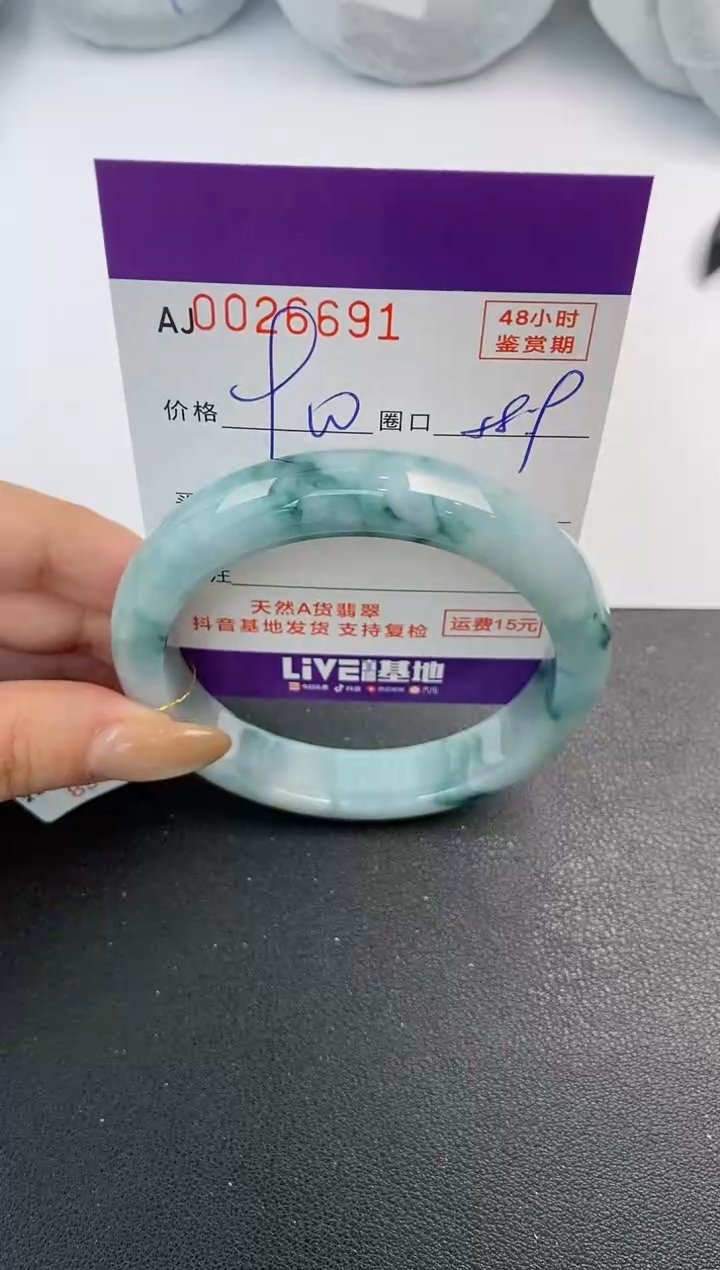 AJ0026691
48小时
鉴赏期
价格
圈口
注
天然A货翡翠
抖音基地发货 支持复检
运费15元
LiVE基地